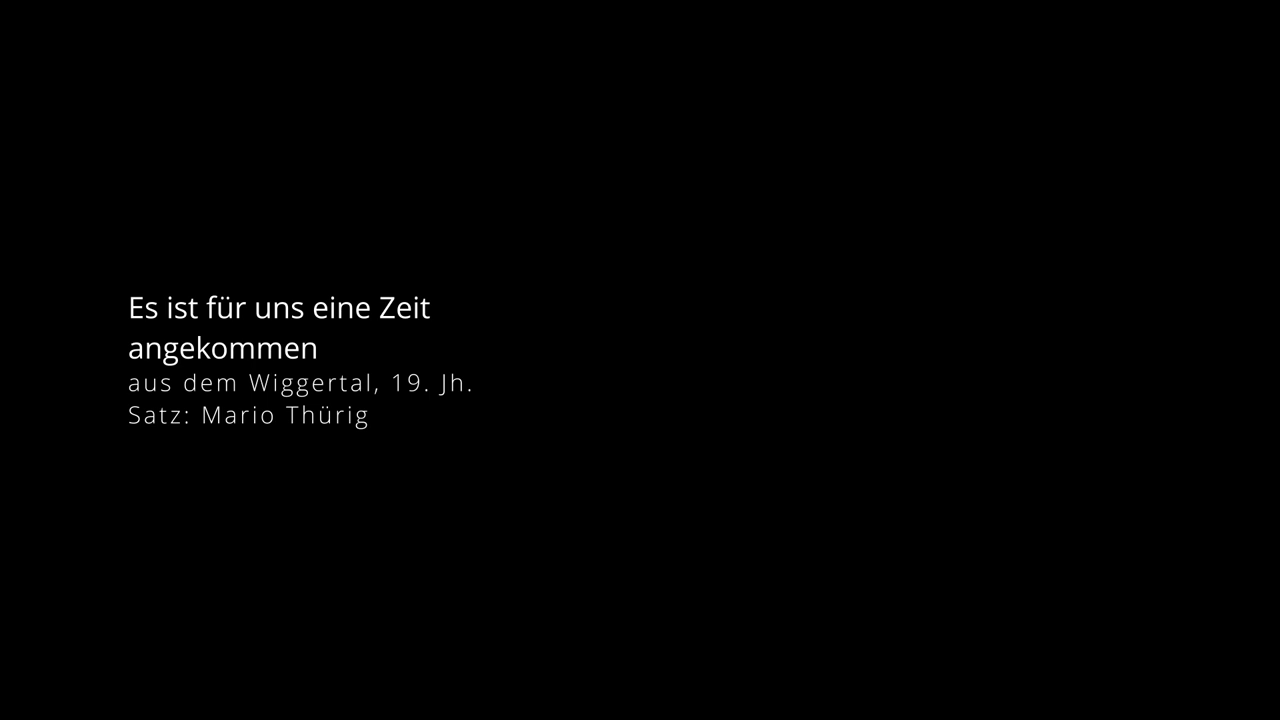 Es ist für uns eine Zeit
angekommen
aus dem Wiggertal, 19. Jh.
Satz: Mario Thürig